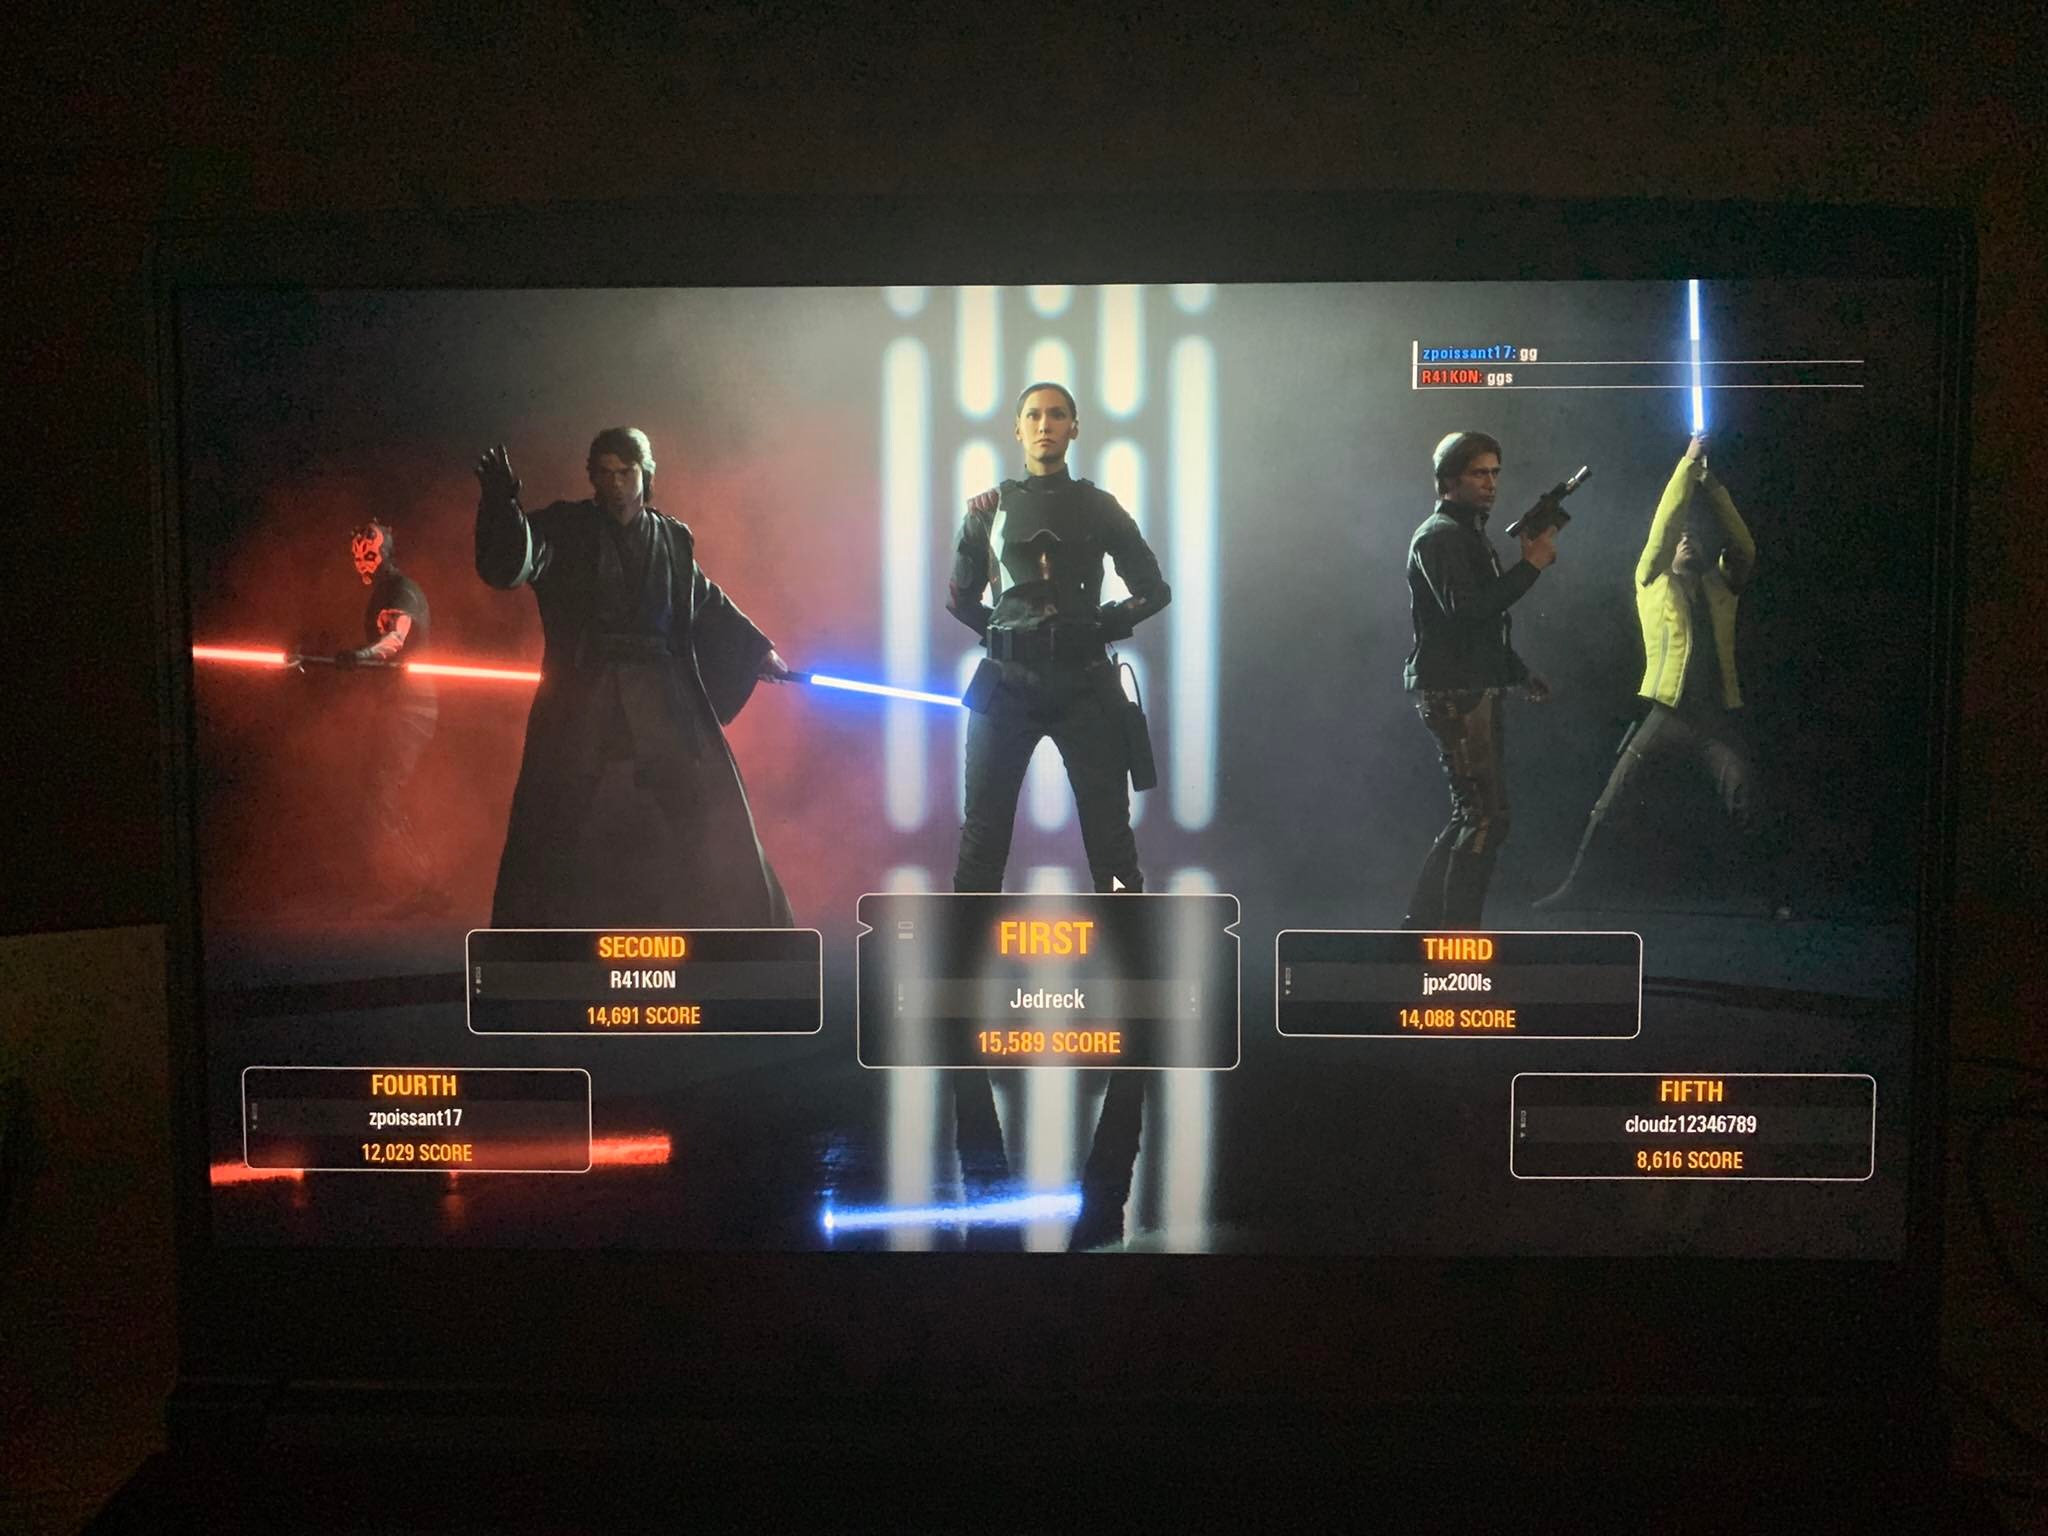 zpoissant17: gg
R41K0N: ggs
FIRST
Jedreck
15,589 SCORE
SECOND
R41K0N
14,691 SCORE
THIRD
jpx200ls
14,088 SCORE
FOURTH
zpoissant17
12,029 SCORE
FIFTH
cloudz12346789
8,616 SCORE